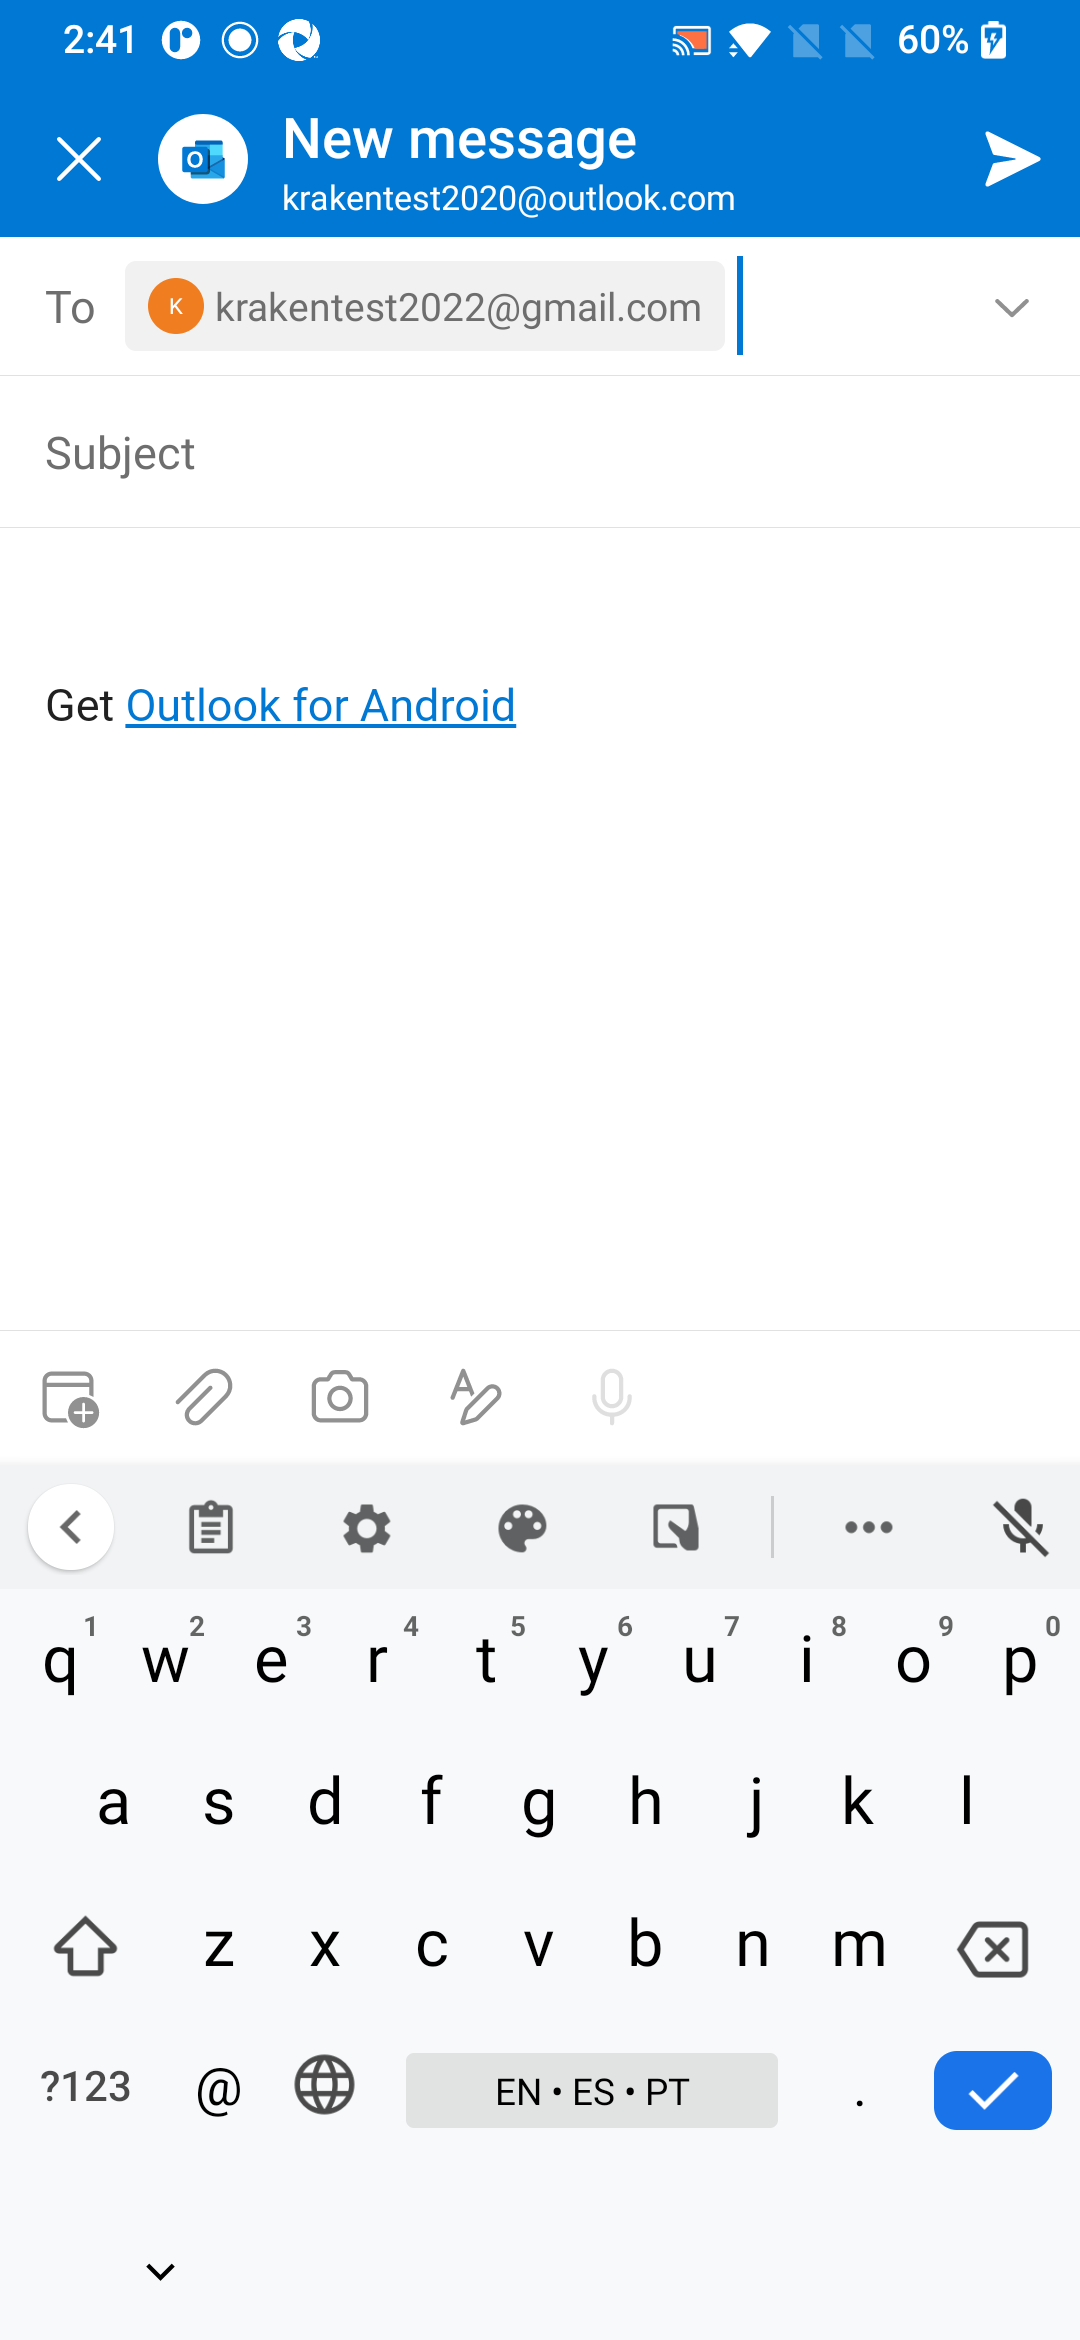 2:41
60%
New message
krakentest2020@outlook.com
To
K
krakentest2022@gmail.com
Subject
Get Outlook for Android
1 2 3 4 5 6 7 8 9 0
q w e r t y u i o p
a s d f g h j k l
z x c v b n m
?123 @ EN • ES • PT .